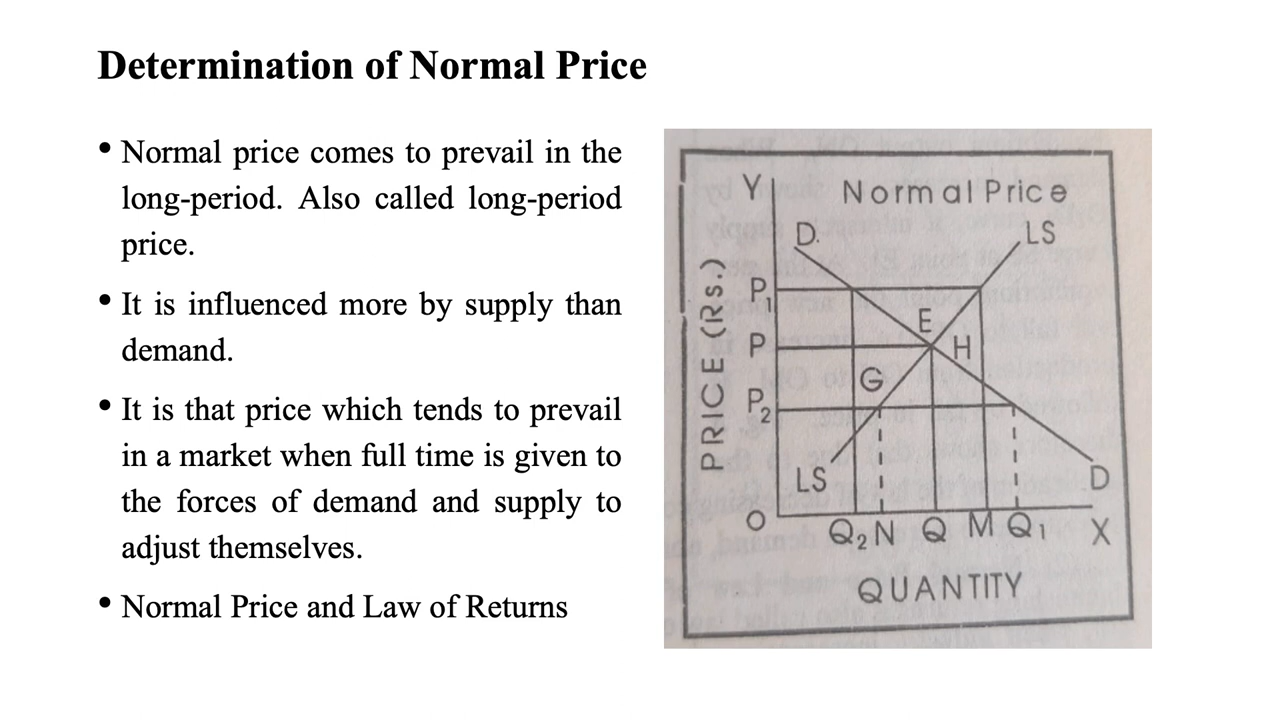 Determination of Normal Price
• Normal price comes to prevail in the
long-period. Also called long-period
price.
• It is influenced more by supply than
demand.
• It is that price which tends to prevail
in a market when full time is given to
the forces of demand and supply to
adjust themselves.
• Normal Price and Law of Returns
Y
Normal Price
D
LS
P1
E
P
H
G
P2
PRICE (Rs.)
LS
D
O
Q2 N Q M Q1 X
QUANTITY